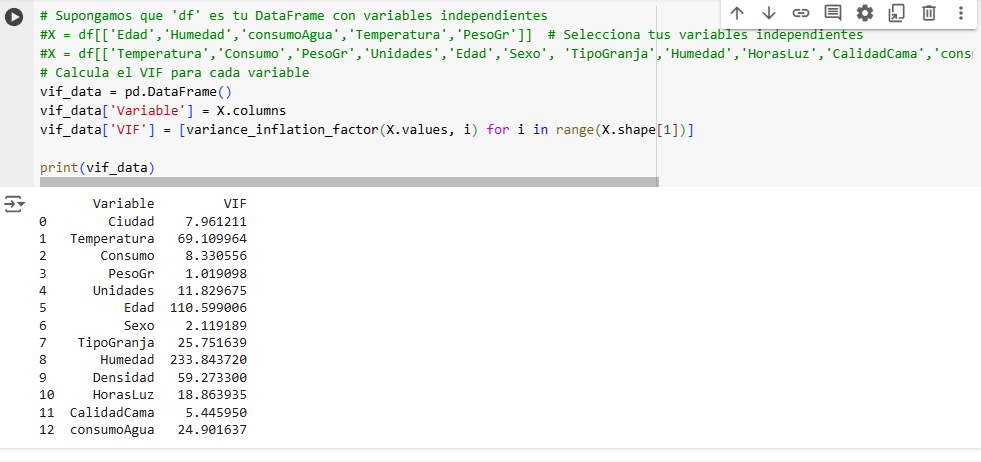 # Supongamos que 'df' es tu DataFrame con variables independientes
#X = df[['Edad','Humedad','consumoAgua','Temperatura','PesoGr']]  # Selecciona tus variables independientes
#X = df[['Temperatura','Consumo','PesoGr','Unidades','Edad','Sexo', 'TipoGranja','Humedad','HorasLuz','CalidadCama','consu
# Calcula el VIF para cada variable
vif_data = pd.DataFrame()
vif_data['Variable'] = X.columns
vif_data['VIF'] = [variance_inflation_factor(X.values, i) for i in range(X.shape[1])]
print(vif_data)
Variable VIF
0 Ciudad 7.961211
1 Temperatura 69.109964
2 Consumo 8.330556
3 PesoGr 1.019098
4 Unidades 11.829675
5 Edad 110.599006
6 Sexo 2.119189
7 TipoGranja 25.751639
8 Humedad 233.843720
9 Densidad 59.273300
10 HorasLuz 18.863935
11 CalidadCama 5.445950
12 consumoAgua 24.901637